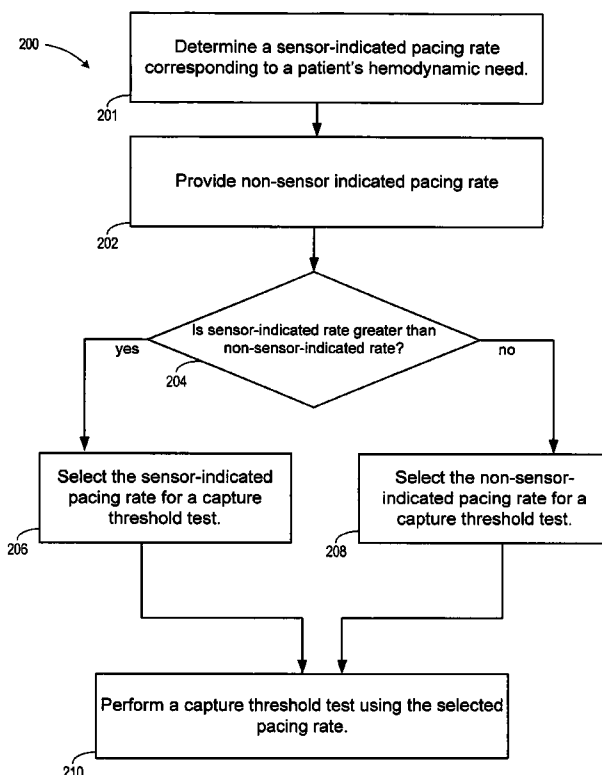 200
Determine a sensor-indicated pacing rate
corresponding to a patient's hemodynamic need.
201
Provide non-sensor indicated pacing rate
202
Is sensor-indicated rate greater than
non-sensor-indicated rate?
yes
no
204
Select the sensor-indicated
pacing rate for a capture
threshold test.
206
Select the non-sensor-
indicated pacing rate for a
capture threshold test.
208
Perform a capture threshold test using the selected
pacing rate.
210